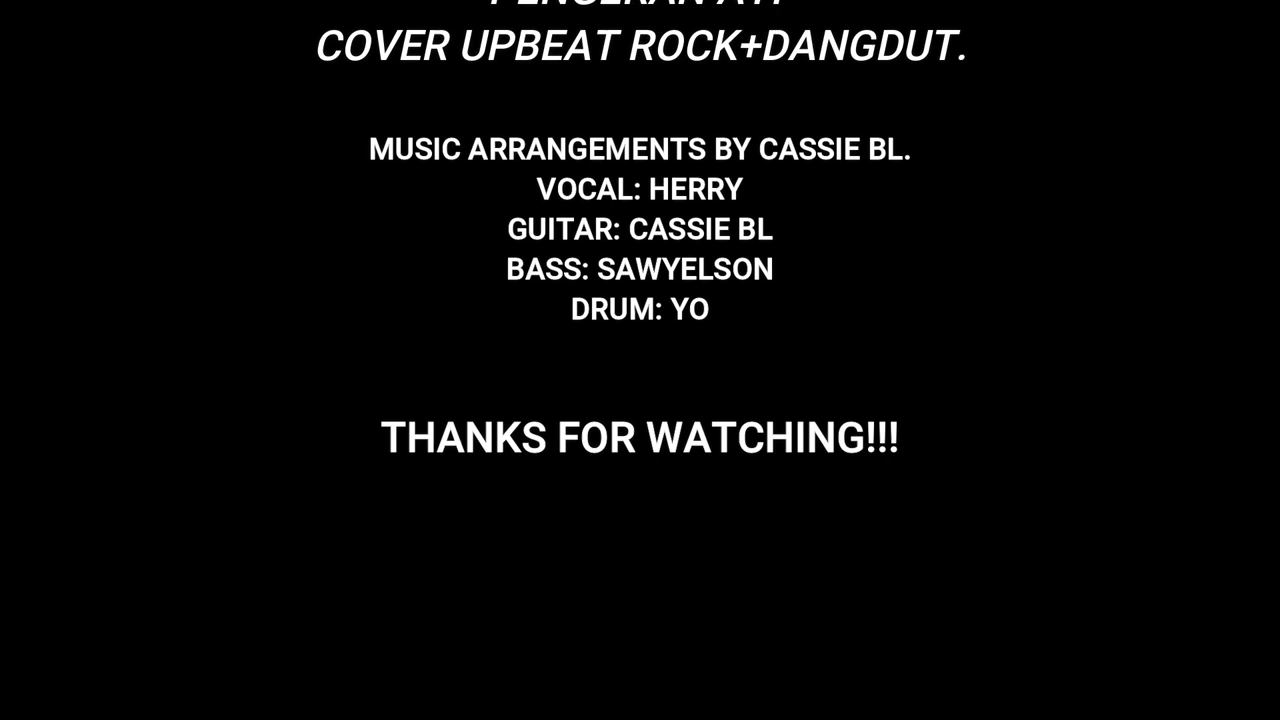 COVER UPBEAT ROCK+DANGDUT.
MUSIC ARRANGEMENTS BY CASSIE BL.
VOCAL: HERRY
GUITAR: CASSIE BL
BASS: SAWYELSON
DRUM: YO
THANKS FOR WATCHING!!!